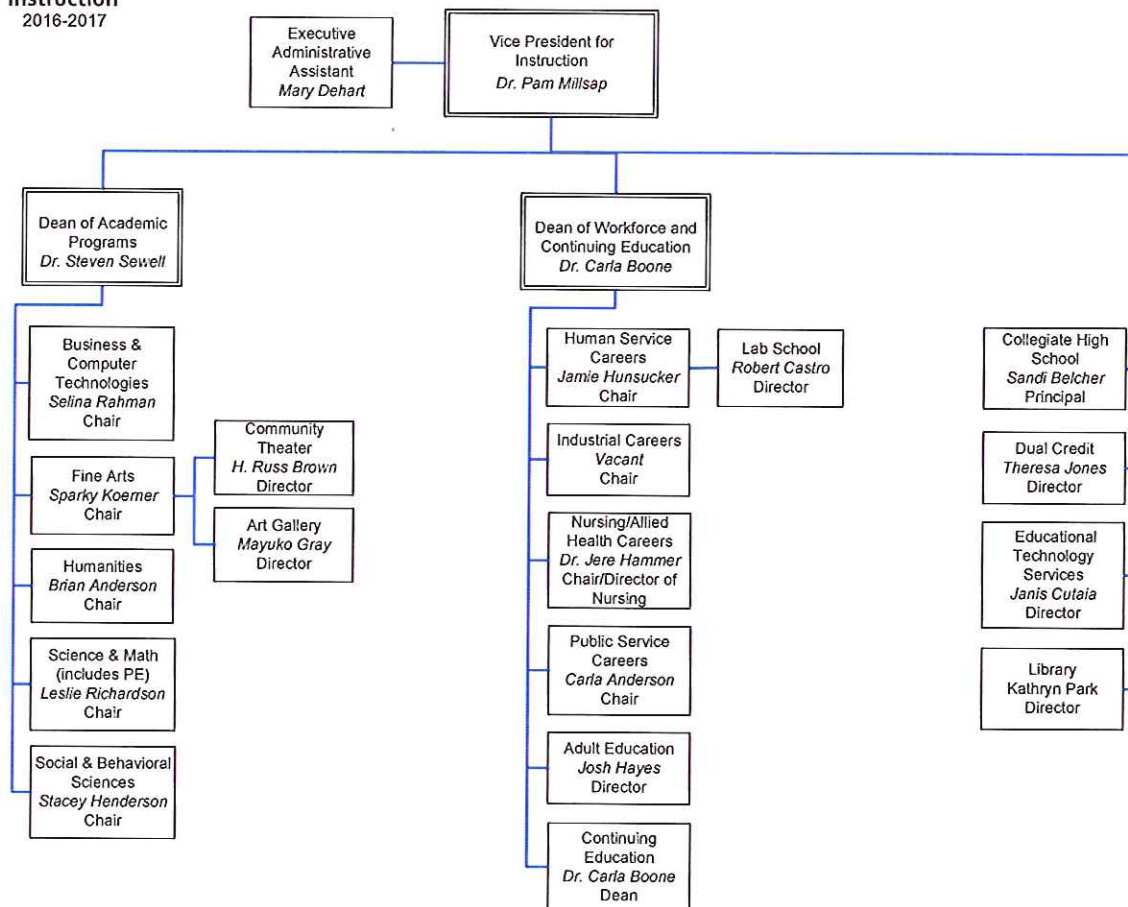 Instruction
2016-2017
Executive
Administrative
Assistant
Mary Dehart
Vice President for
Instruction
Dr. Pam Millsap
Dean of Academic
Programs
Dr. Steven Sewell
Dean of Workforce and
Continuing Education
Dr. Carla Boone
Business &
Computer
Technologies
Selina Rahman
Chair
Fine Arts
Sparky Koerner
Chair
Community
Theater
H. Russ Brown
Director
Art Gallery
Mayuko Gray
Director
Humanities
Brian Anderson
Chair
Science & Math
(includes PE)
Leslie Richardson
Chair
Social & Behavioral
Sciences
Stacey Henderson
Chair
Human Service
Careers
Jamie Hunsucker
Chair
Lab School
Robert Castro
Director
Industrial Careers
Vacant
Chair
Nursing/Allied
Health Careers
Dr. Jere Hammer
Chair/Director of
Nursing
Public Service
Careers
Carla Anderson
Chair
Adult Education
Josh Hayes
Director
Continuing
Education
Dr. Carla Boone
Dean
Collegiate High
School
Sandi Belcher
Principal
Dual Credit
Theresa Jones
Director
Educational
Technology
Services
Janis Cutaia
Director
Library
Kathryn Park
Director